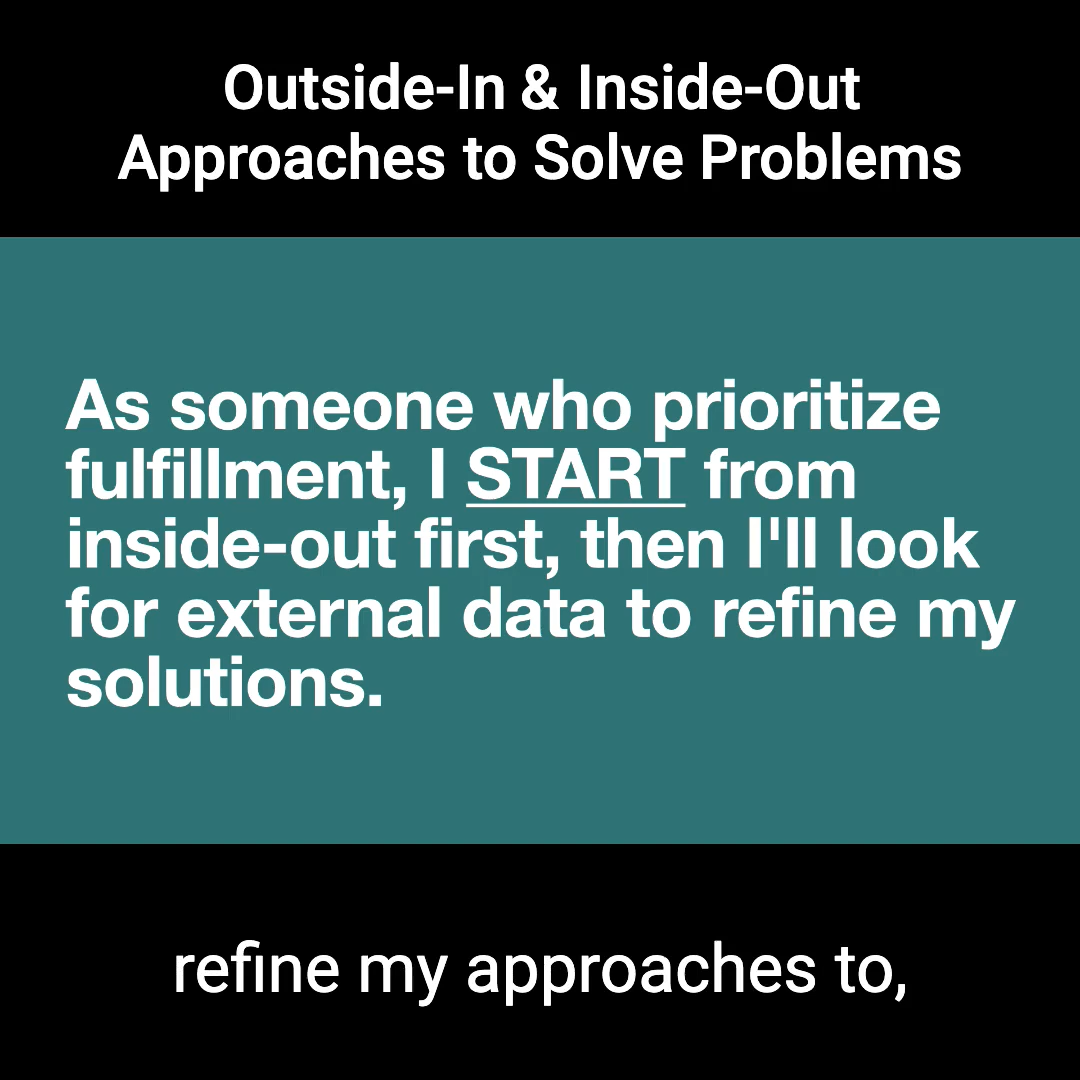 Outside-In & Inside-Out
Approaches to Solve Problems
As someone who prioritize
fulfillment, I START from
inside-out first, then I'll look
for external data to refine my
solutions.
refine my approaches to,